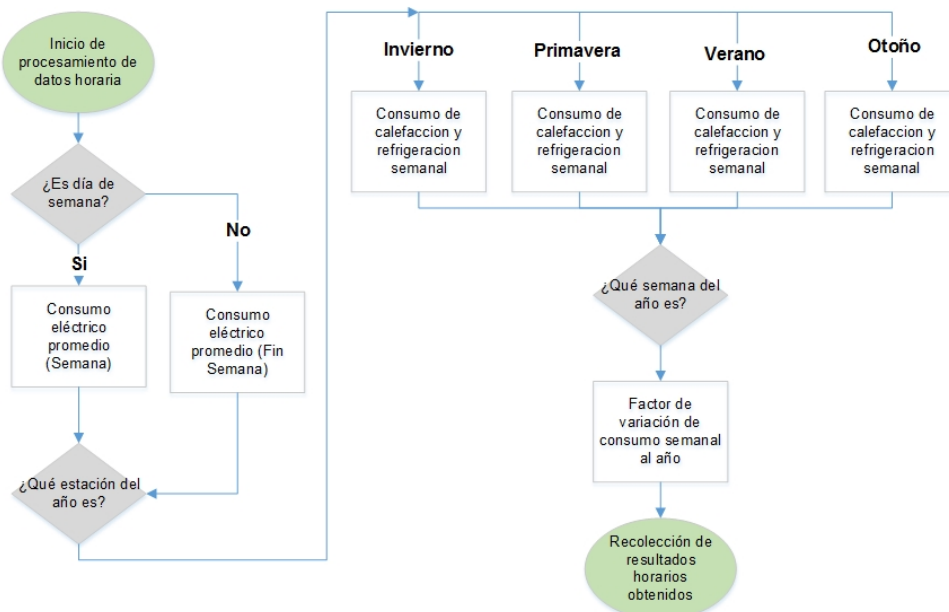 Inicio de
procesamiento de
datos horaria
¿Es día de
semana?
Si
No
Consumo
eléctrico
promedio
(Semana)
Consumo
eléctrico
promedio (Fin
Semana)
¿Qué estación del
año es?
Invierno
Primavera
Verano
Otoño
Consumo de
calefaccion y
refrigeracion
semanal
Consumo de
calefaccion y
refrigeracion
semanal
Consumo de
calefaccion y
refrigeracion
semanal
Consumo de
calefaccion y
refrigeracion
semanal
¿Qué semana del
año es?
Factor de
variación de
consumo semanal
al año
Recolección de
resultados
horarios
obtenidos